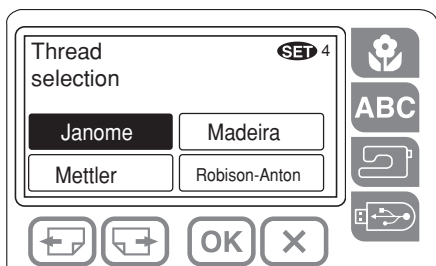 Thread
selection
SET 4
Janome
Madeira
Mettler
Robison-Anton
OK
ABC